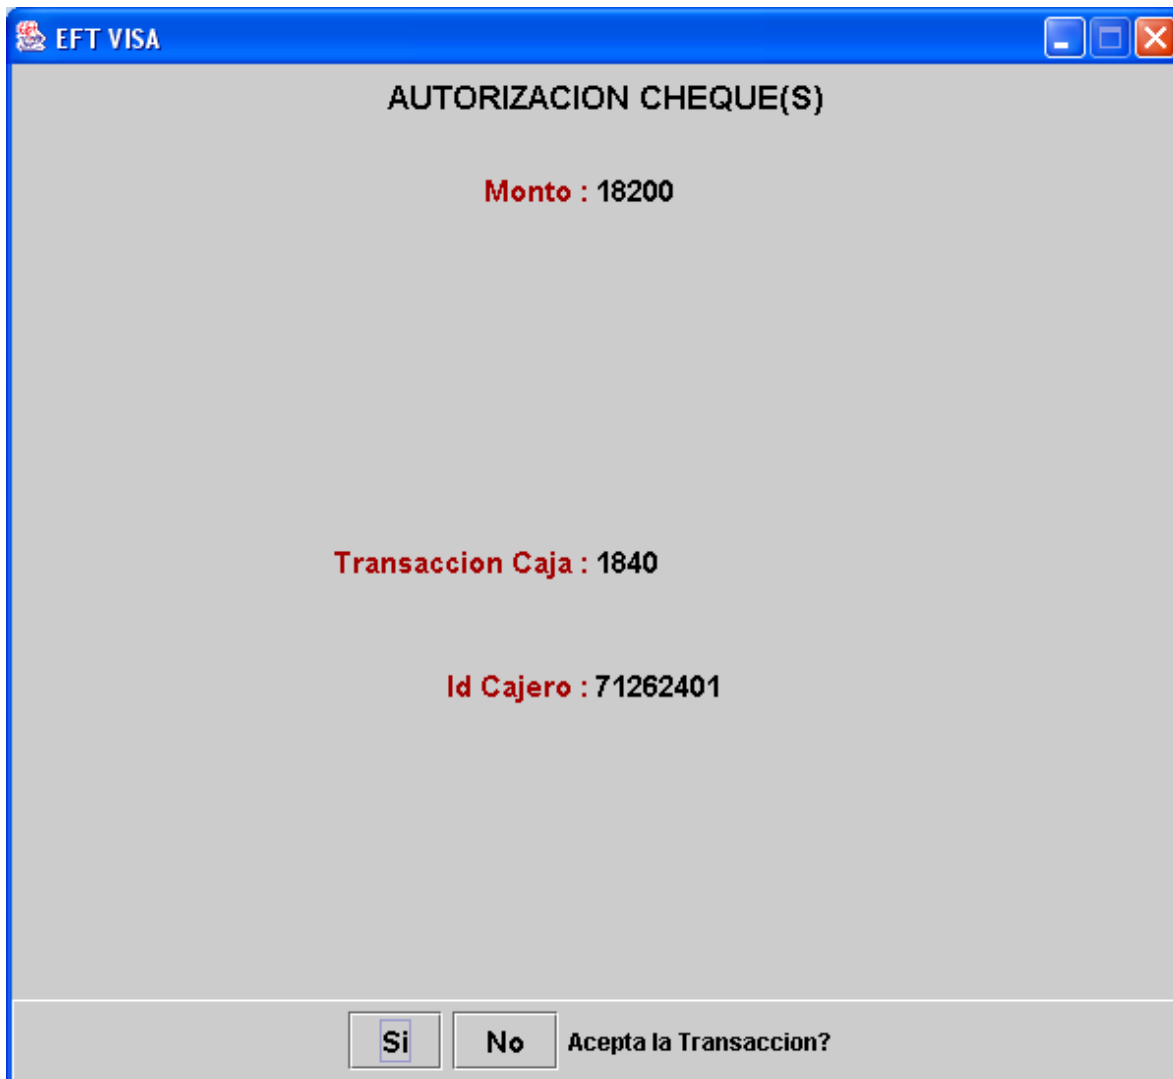 EFT VISA
AUTORIZACION CHEQUE(S)
Monto : 18200
Transaccion Caja : 1840
Id Cajero : 71262401
Si No Acepta la Transaccion?